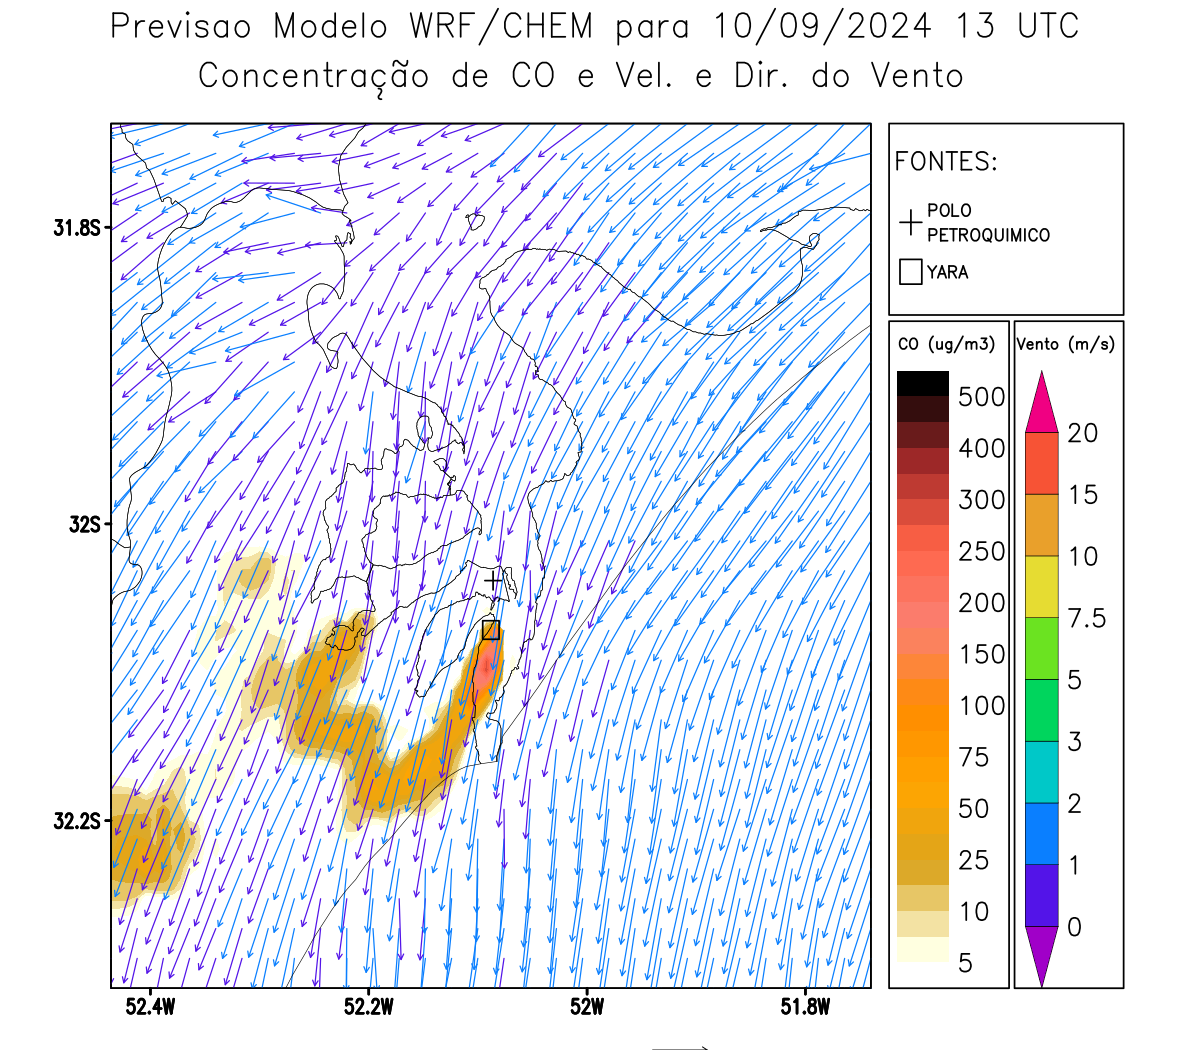 Previsao Modelo WRF/CHEM para 10/09/2024 13 UTC
Concentração de CO e Vel. e Dir. do Vento
FONTES:
POLO
PETROQUIMICO
YARA
CO (ug/m3)
500
400
300
250
200
150
100
75
50
25
10
5
Vento (m/s)
20
15
10
7.5
5
3
2
1
0
31.8S
32S
32.2S
52.4W
52.2W
52W
51.8W